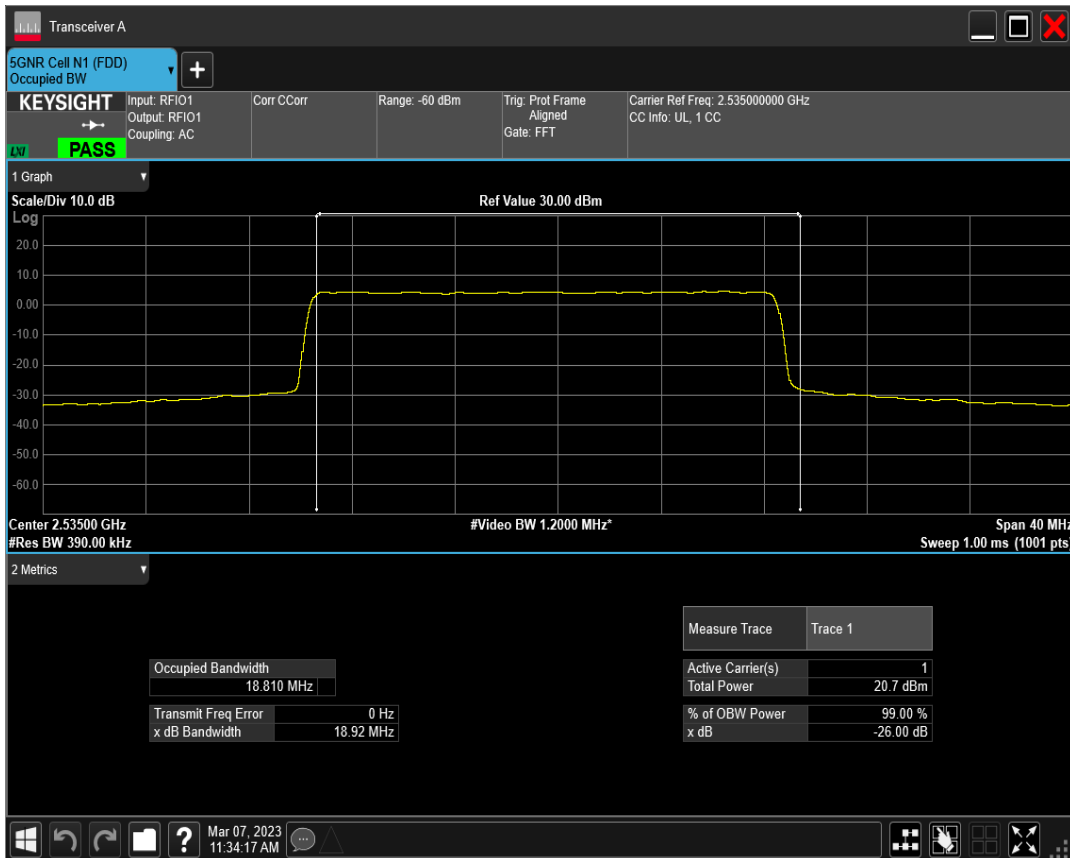 Transceiver A
5GNR Cell N1 (FDD)
Occupied BW
+
KEYSIGHT
LXI
PASS
Input: RFIO1
Output: RFIO1
Coupling: AC
Corr CCorr
Range: -60 dBm
Trig: Prot Frame
Aligned
Gate: FFT
Carrier Ref Freq: 2.535000000 GHz
CC Info: UL, 1 CC
1 Graph
Scale/Div 10.0 dB
Ref Value 30.00 dBm
Log
20.0
10.0
0.00
-10.0
-20.0
-30.0
-40.0
-50.0
-60.0
Center 2.53500 GHz
#Video BW 1.2000 MHz*
Span 40 MHz
#Res BW 390.00 kHz
Sweep 1.00 ms (1001 pts)
2 Metrics
Measure Trace Trace 1
Occupied Bandwidth
18.810 MHz
Transmit Freq Error 0 Hz
x dB Bandwidth 18.92 MHz
Active Carrier(s) 1
Total Power 20.7 dBm
% of OBW Power 99.00 %
x dB -26.00 dB
?
Mar 07, 2023
11:34:17 AM